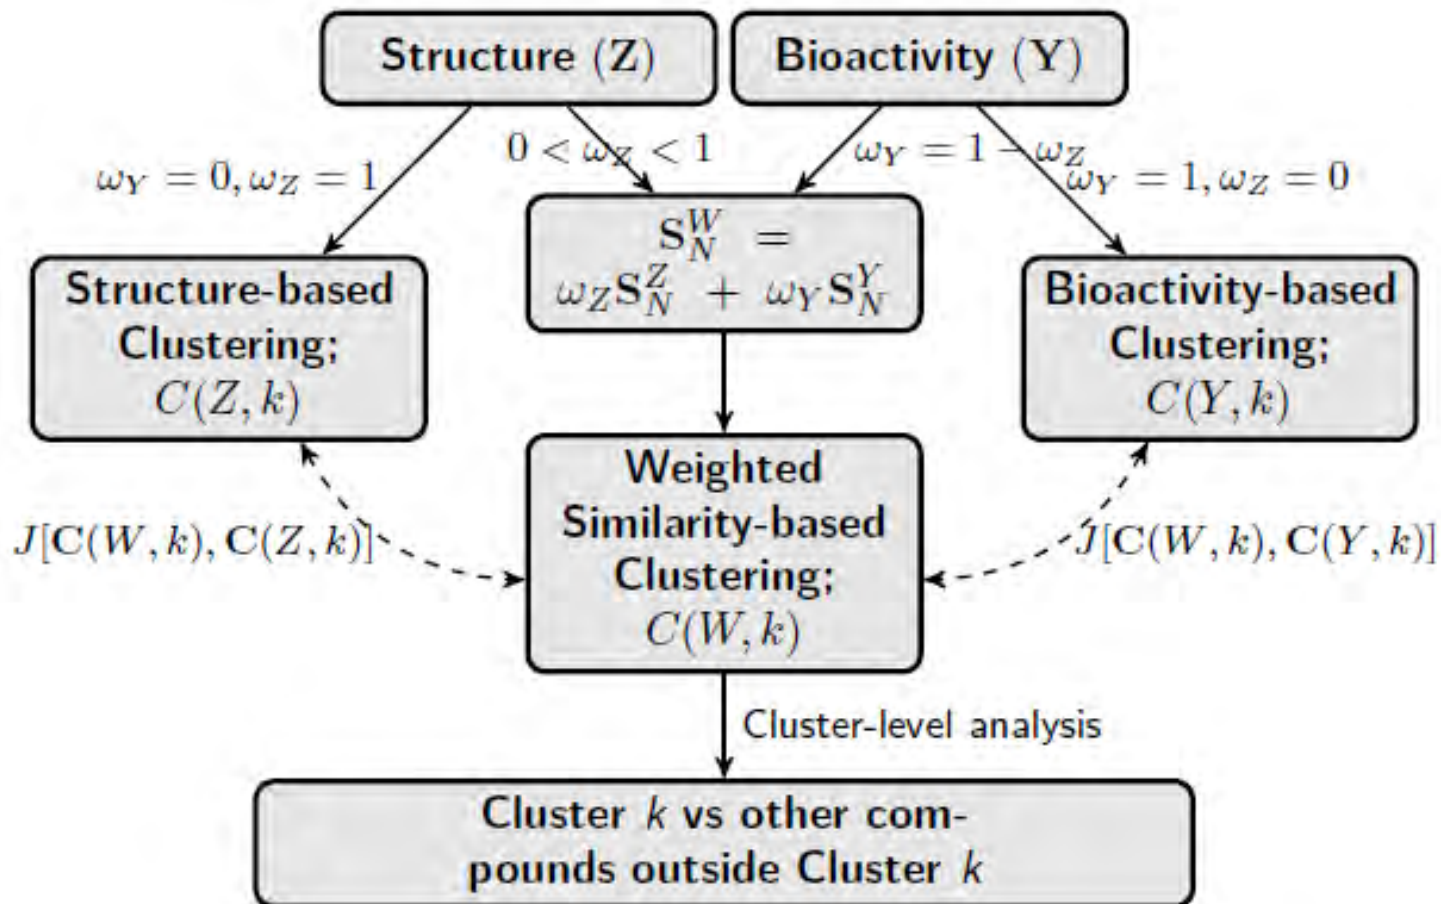 Structure (Z)
Bioactivity (Y)
0 < ω_Z < 1
ω_Y = 1 − ω_Z
ω_Y = 0, ω_Z = 1
ω_Y = 1, ω_Z = 0
S_N^W =
ω_Z S_N^Z + ω_Y S_N^Y
Structure-based
Clustering;
C(Z, k)
Bioactivity-based
Clustering;
C(Y, k)
Weighted
Similarity-based
Clustering;
C(W, k)
J[C(W, k), C(Z, k)]
J[C(W, k), C(Y, k)]
Cluster-level analysis
Cluster k vs other com-
pounds outside Cluster k